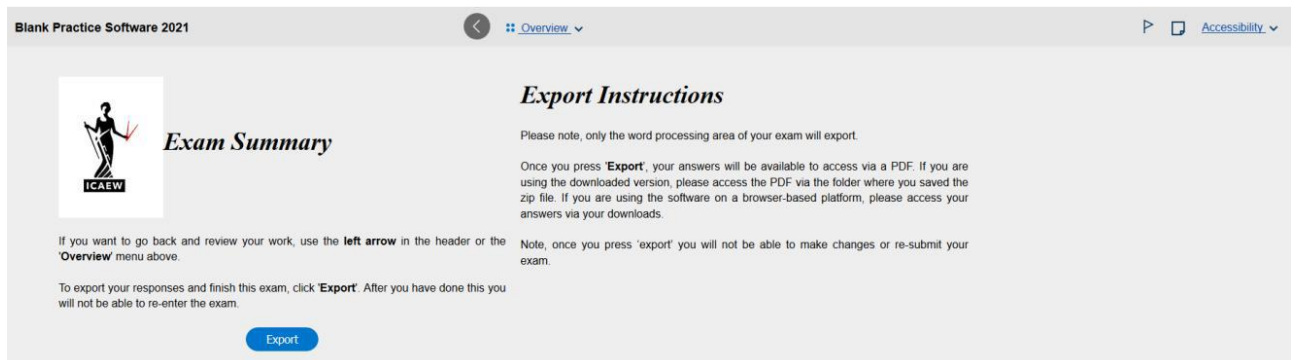 Blank Practice Software 2021
Overview
Accessibility
ICAEW
Exam Summary
If you want to go back and review your work, use the left arrow in the header or the
'Overview' menu above.
To export your responses and finish this exam, click 'Export'. After you have done this you
will not be able to re-enter the exam.
Export
Export Instructions
Please note, only the word processing area of your exam will export.
Once you press 'Export', your answers will be available to access via a PDF. If you are
using the downloaded version, please access the PDF via the folder where you saved the
zip file. If you are using the software on a browser-based platform, please access your
answers via your downloads.
Note, once you press 'export' you will not be able to make changes or re-submit your
exam.